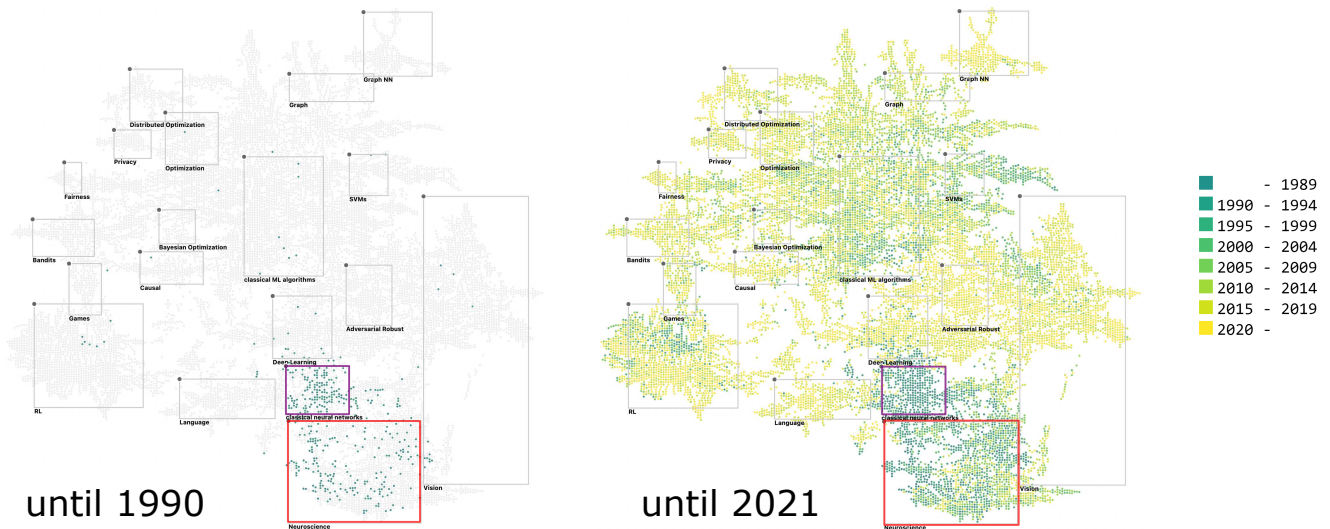 Graph NN
Graph
Distributed Optimization
Privacy
Optimization
Fairness
SVMs
Bandits
Bayesian Optimization
Causal
classical ML algorithms
Games
Adversarial Robust
Deep Learning
RL
Language
classical neural networks
Vision
Neuroscience
until 1990
Graph NN
Graph
Distributed Optimization
Privacy
Optimization
Fairness
SVMs
Bandits
Bayesian Optimization
Causal
classical ML algorithms
Games
Adversarial Robust
Deep Learning
RL
Language
classical neural networks
Vision
Neuroscience
until 2021
- 1989
1990 - 1994
1995 - 1999
2000 - 2004
2005 - 2009
2010 - 2014
2015 - 2019
2020 -